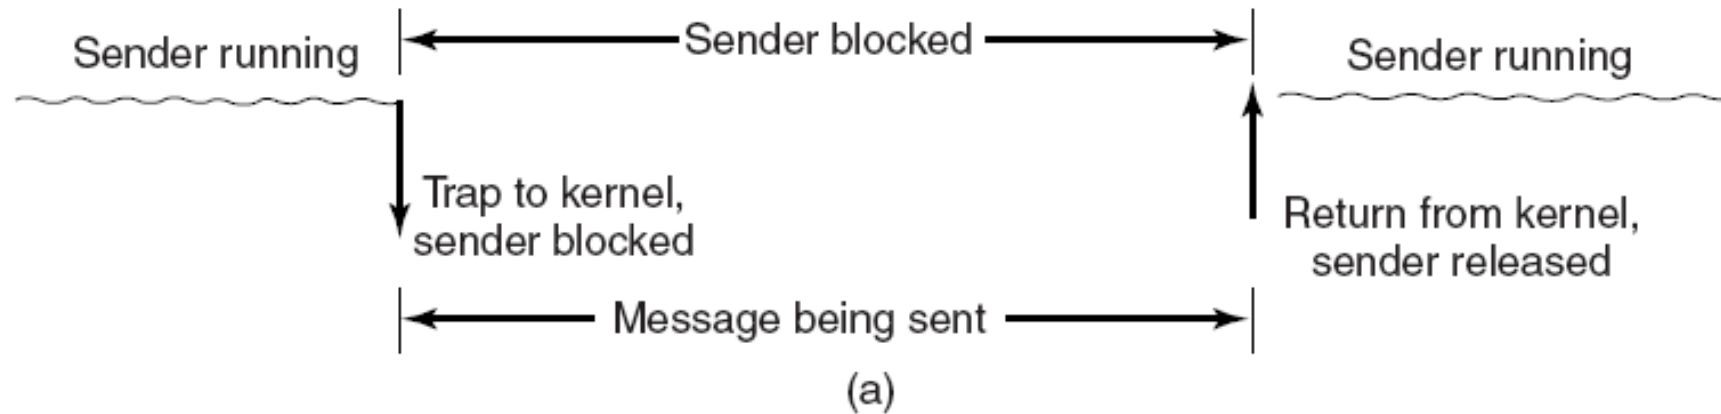 Sender blocked
Sender running
Sender running
Trap to kernel,
sender blocked
Return from kernel,
sender released
Message being sent
(a)